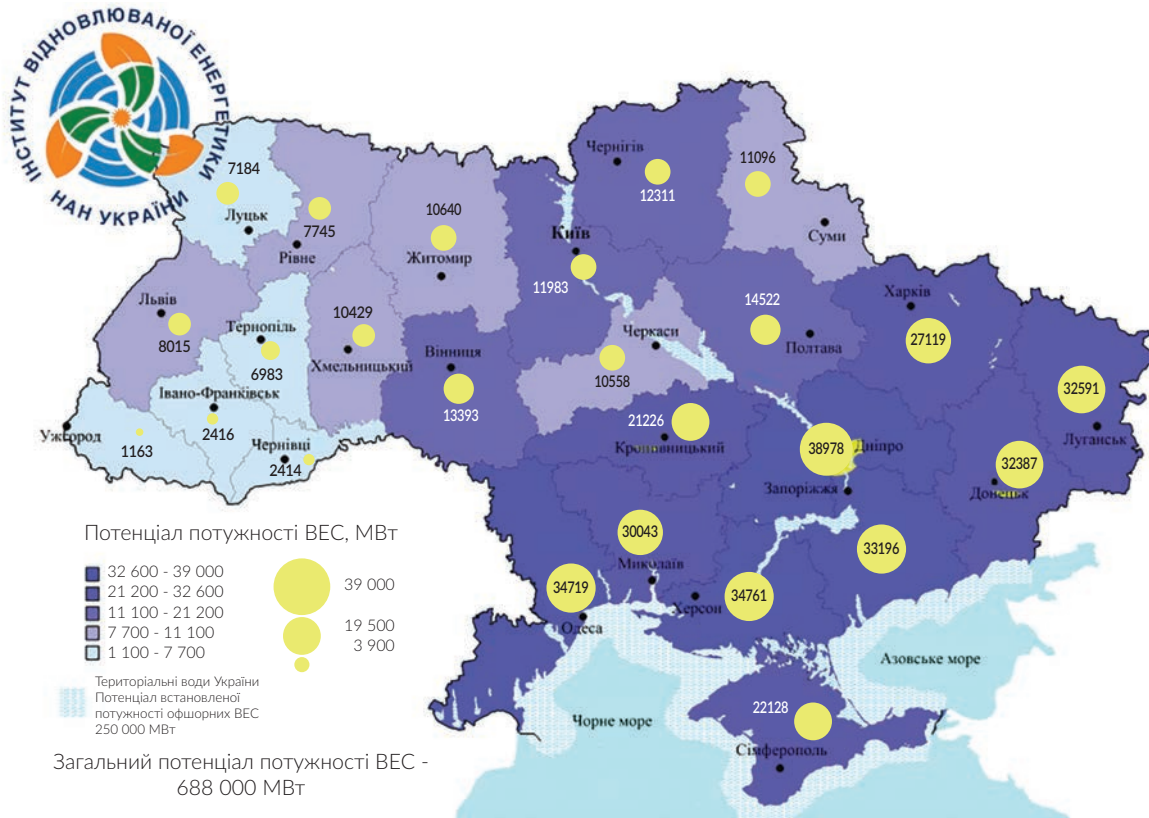 ІНСТИТУТ ВІДНОВЛЮВАНОЇ ЕНЕРГЕТИКИ
НАН УКРАЇНИ
7184
Луцьк
7745
Рівне
10640
Житомир
Київ
11983
Чернігів
12311
11096
Суми
Львів
8015
Тернопіль
6983
10429
Хмельницький
Вінниця
13393
Черкаси
10558
14522
Полтава
Харків
27119
32591
Луганськ
Івано-Франківськ
2416
Ужгород
1163
Чернівці
2414
21226
Кропивницький
38978
Дніпро
Запоріжжя
32387
Донецьк
30043
Миколаїв
33196
34719
Одеса
34761
Херсон
22128
Сімферополь
Азовське море
Чорне море
Потенціал потужності ВЕС, МВт
32 600 - 39 000
21 200 - 32 600
11 100 - 21 200
7 700 - 11 100
1 100 - 7 700
39 000
19 500
3 900
Територіальні води України
Потенціал встановленої
потужності офшорних ВЕС
250 000 МВт
Загальний потенціал потужності ВЕС -
688 000 МВт